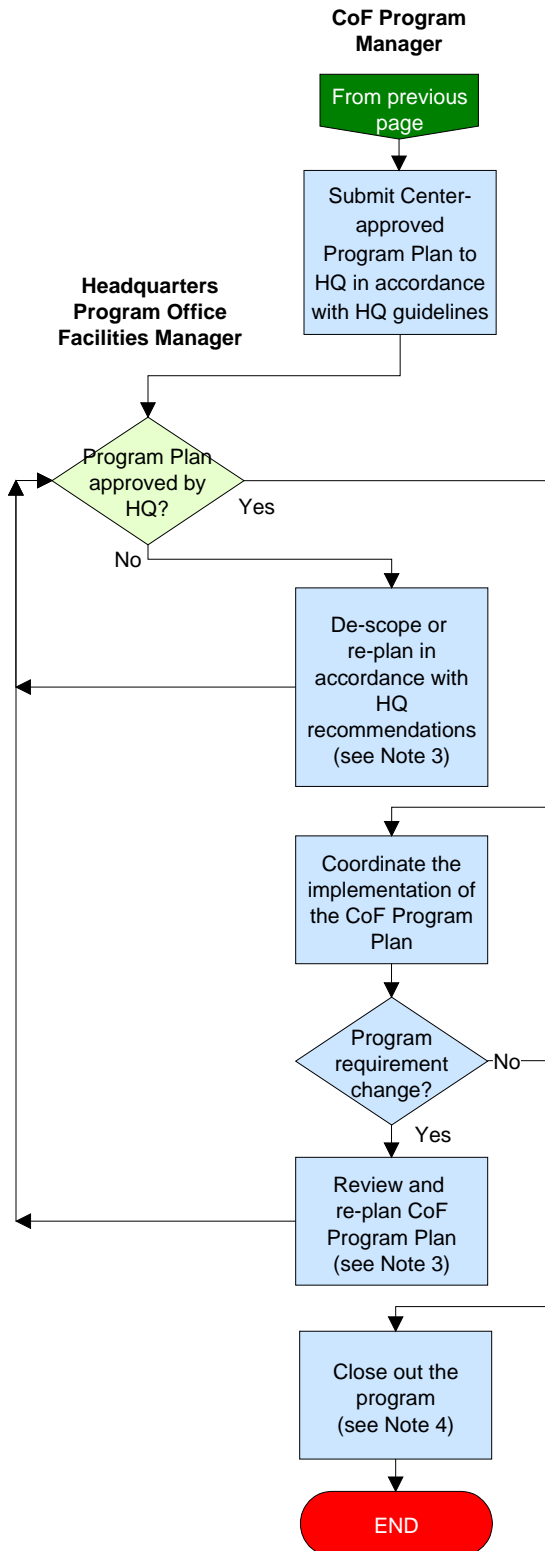 CoF Program
Manager
From previous
page
Submit Center-
approved
Program Plan to
HQ in accordance
with HQ guidelines
Headquarters
Program Office
Facilities Manager
Program Plan
approved by
HQ?
Yes
No
De-scope or
re-plan in
accordance with
HQ
recommendations
(see Note 3)
Coordinate the
implementation of
the CoF Program
Plan
Program
requirement
change?
No
Yes
Review and
re-plan CoF
Program Plan
(see Note 3)
Close out the
program
(see Note 4)
END